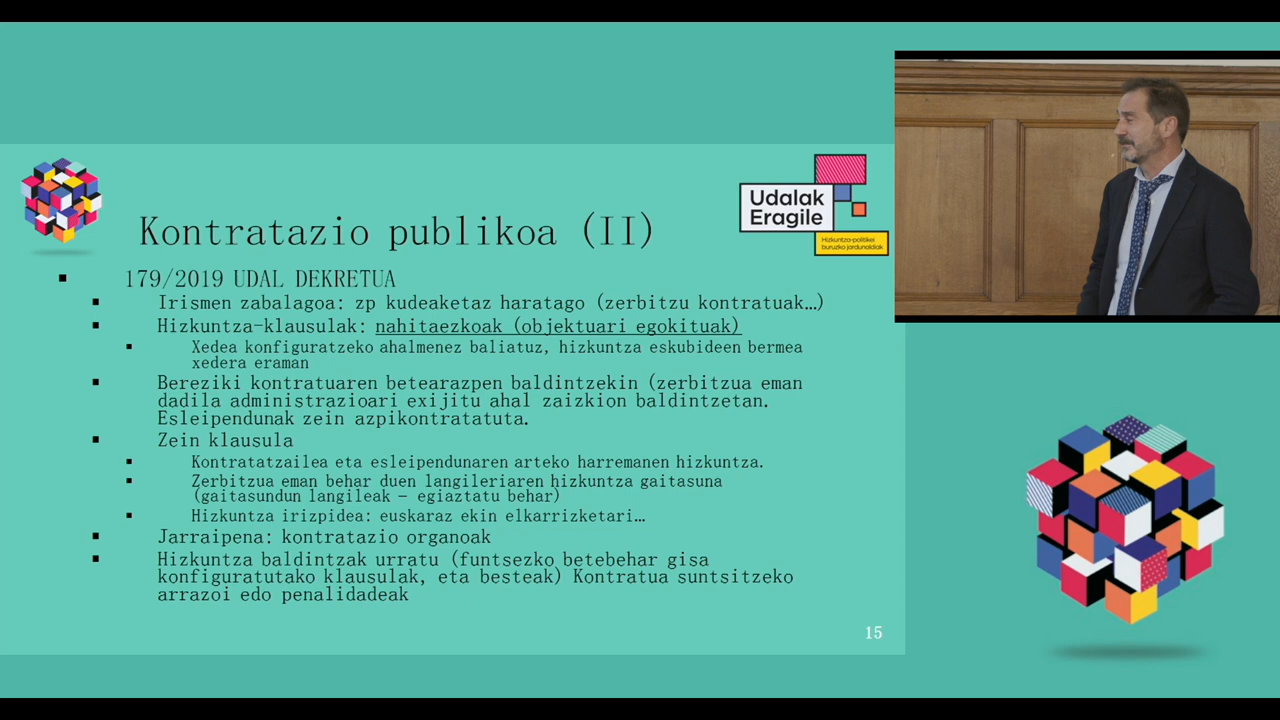 Udalak
Eragile
Hizkuntza-politikei
buruzko jardunaldiak
Kontratazio publikoa (II)
179/2019 UDAL DEKRETUA
Irismen zabalagoa: zp kudeaketaz haratago (zerbitzu kontratuak…)
Hizkuntza-klausulak: nahitaezkoak (objektuari egokituak)
Xedea konfiguratzeko ahalmenez baliatuz, hizkuntza eskubideen bermea
xedera eraman
Bereziki kontratuaren betearazpen baldintzekin (zerbitzua eman
dadila administrazioari exijitu ahal zaizkion baldintzetan.
Esleipendunak zein azpikontratatuta.
Zein klausula
Kontratatzailea eta esleipendunaren arteko harremanen hizkuntza.
Zerbitzua eman behar duen langileriaren hizkuntza gaitasuna
(gaitasundun langileak – egiaztatu behar)
Hizkuntza irizpidea: euskaraz ekin elkarrizketari…
Jarraipena: kontratazio organoak
Hizkuntza baldintzak urratu (funtsezko betebehar gisa
konfiguratutako klausulak, eta besteak) Kontratua suntsitzeko
arrazoi edo penalidadeak
15